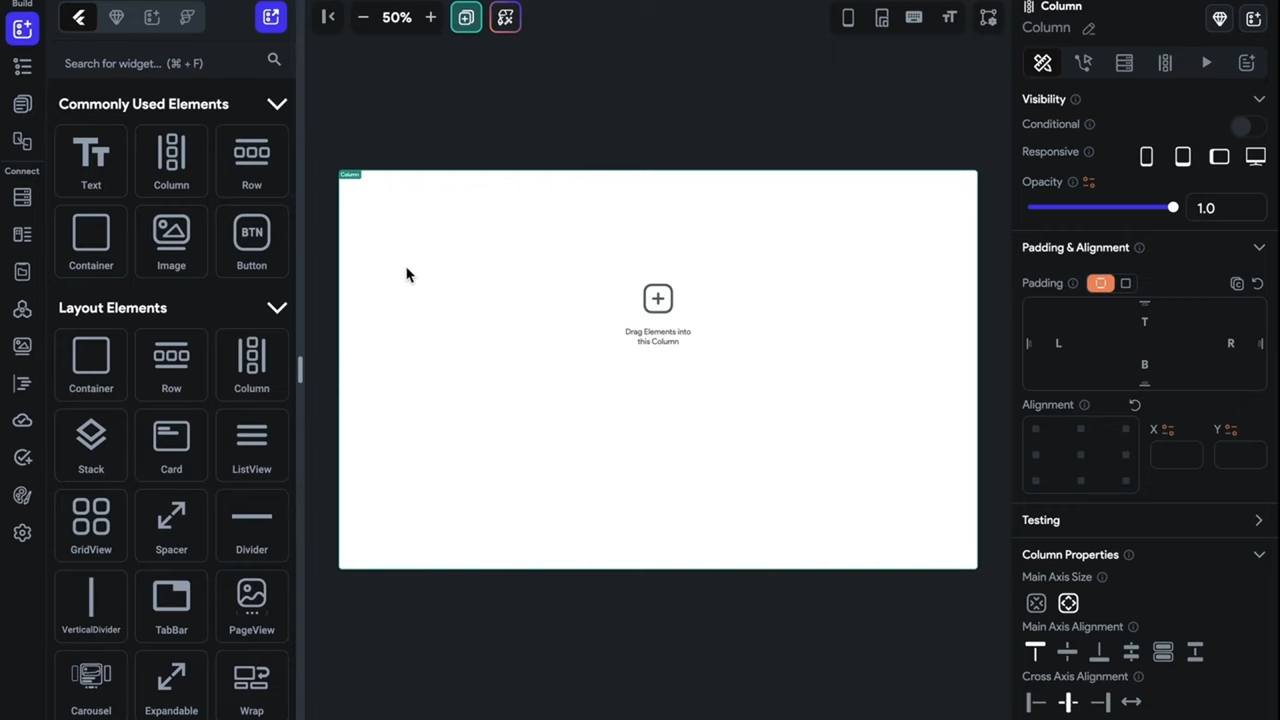 Build
50%
Column
Column
Search for widget... (⌘ + F)
Commonly Used Elements
Tt
Text
Column
Row
BTN
Container
Image
Button
Connect
Layout Elements
Container
Row
Column
Stack
Card
ListView
GridView
Spacer
Divider
VerticalDivider
TabBar
PageView
Carousel
Expandable
Wrap
Column
Drag Elements into
this Column
Visibility
Conditional
Responsive
Opacity
1.0
Padding & Alignment
Padding
T
L
R
B
Alignment
X
Y
Testing
Column Properties
Main Axis Size
Main Axis Alignment
Cross Axis Alignment